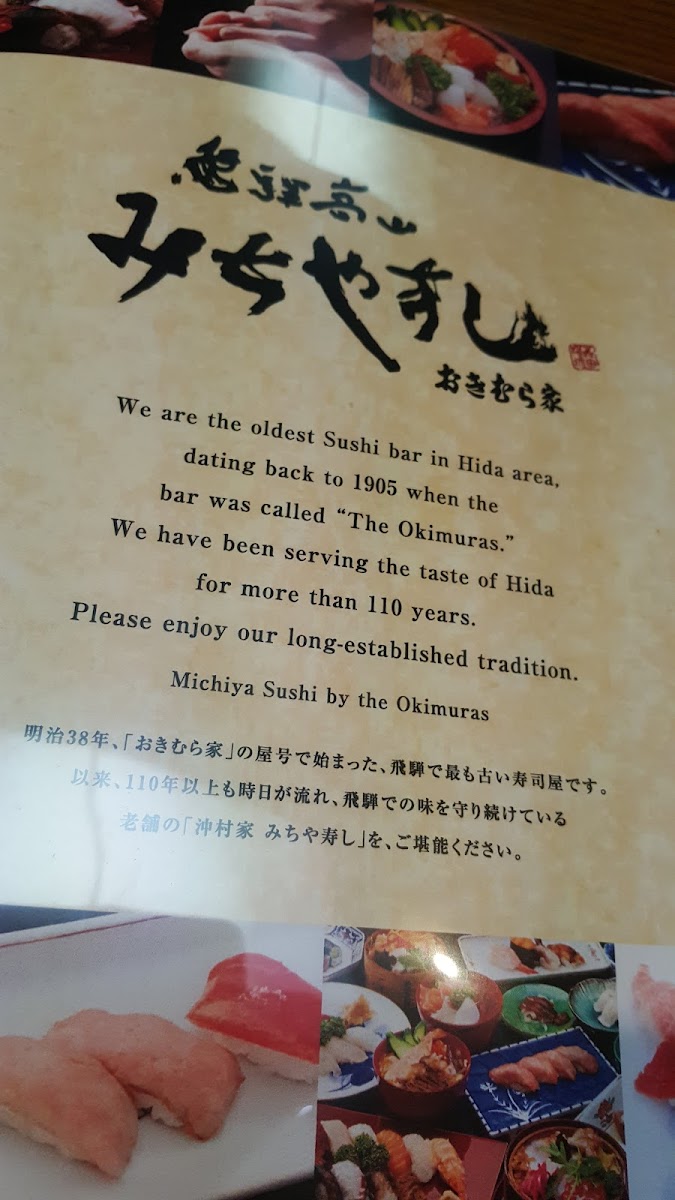 飛騨高山
みちや寿し
おきむら家
We are the oldest Sushi bar in Hida area,
dating back to 1905 when the
bar was called “The Okimuras.”
We have been serving the taste of Hida
for more than 110 years.
Please enjoy our long-established tradition.
Michiya Sushi by the Okimuras
明治38年、「おきむら家」の屋号で始まった、飛騨で最も古い寿司屋です。
以来、110年以上も時日が流れ、飛騨での味を守り続けている
老舗の「沖村家 みちや寿し」を、ご堪能ください。